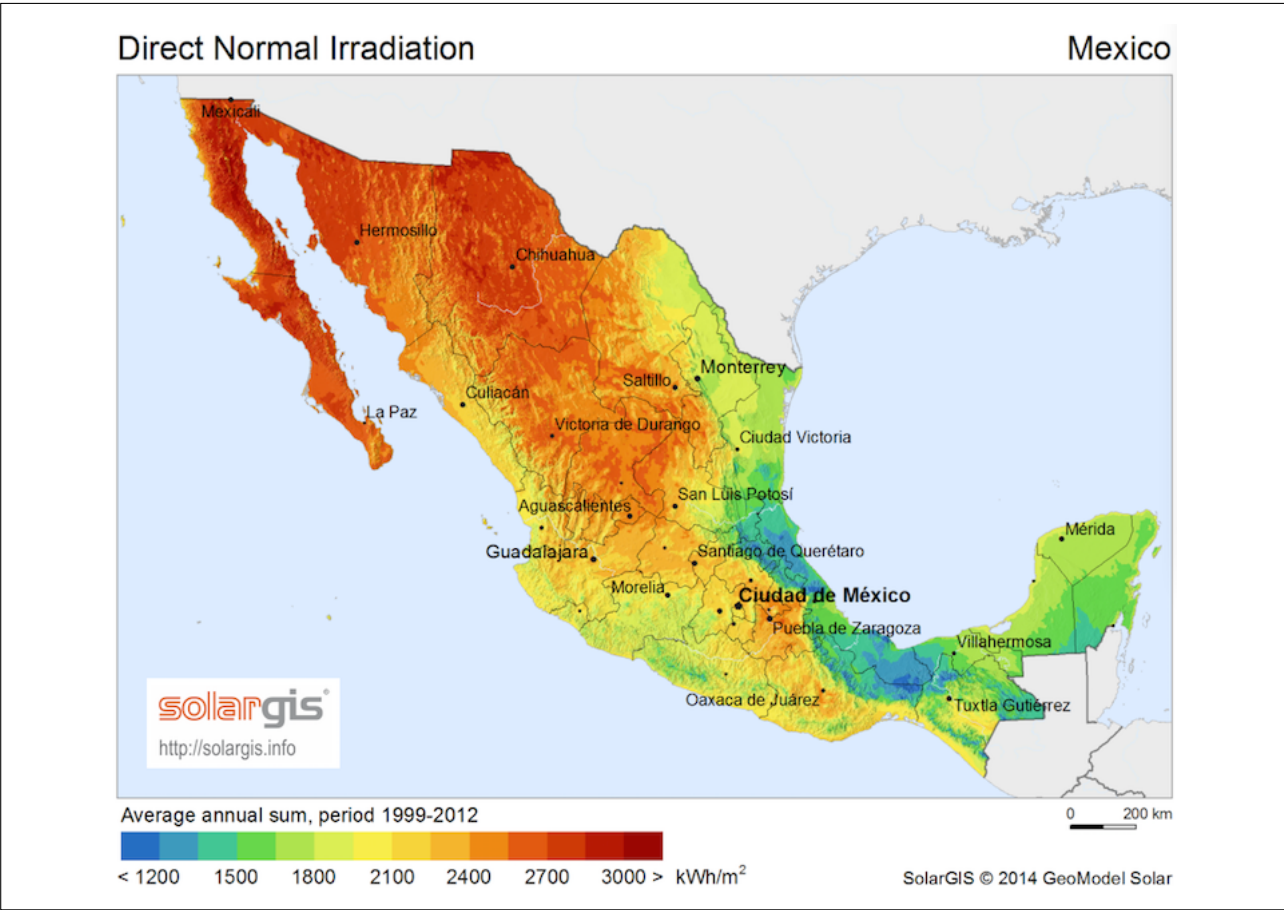 Direct Normal Irradiation
Mexico
Mexicali
Hermosillo
Chihuahua
Monterrey
Saltillo
Culiacán
La Paz
Victoria de Durango
Ciudad Victoria
San Luis Potosí
Aguascalientes
Mérida
Guadalajara
Santiago de Querétaro
Morelia
Ciudad de México
Puebla de Zaragoza
Villahermosa
Oaxaca de Juárez
Tuxtla Gutiérrez
solargis®
http://solargis.info
Average annual sum, period 1999-2012
0 200 km
< 1200 1500 1800 2100 2400 2700 3000 > kWh/m²
SolarGIS © 2014 GeoModel Solar